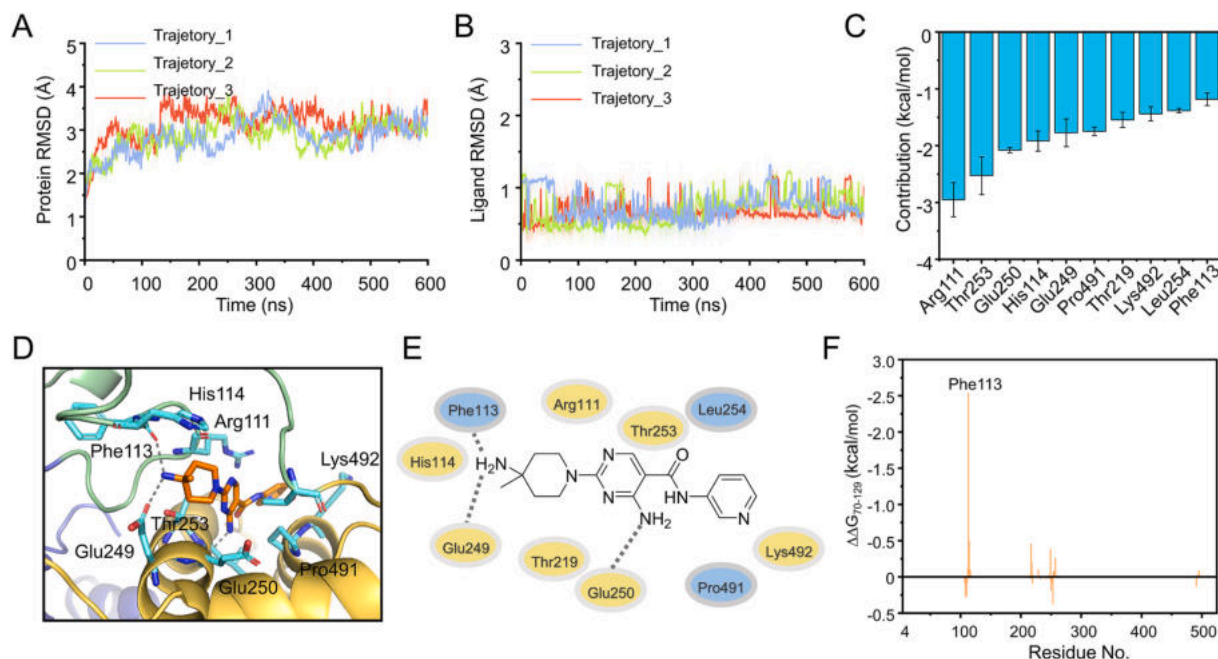 A
Trajetory_1
Trajetory_2
Trajetory_3
Protein RMSD (Å)
5
4
3
2
1
0
0 100 200 300 400 500 600
Time (ns)
B
Trajetory_1
Trajetory_2
Trajetory_3
Ligand RMSD (Å)
3
2
1
0
0 100 200 300 400 500 600
Time (ns)
C
Contribution (kcal/mol)
0
-1
-2
-3
-4
Arg111
Thr253
Glu250
His114
Glu249
Pro491
Thr219
Lys492
Leu254
Phe113
D
His114
Arg111
Phe113
Lys492
Thr253
Glu249
Pro491
Glu250
E
Phe113
Arg111
Leu254
Thr253
His114
H2N
N
N
N
O
NH
N
NH2
Glu249
Thr219
Glu250
Lys492
Pro491
F
ΔΔG70-129 (kcal/mol)
-3.0
-2.5
-2.0
-1.5
-1.0
-0.5
0
0.5
Phe113
4 100 200 300 400 500
Residue No.